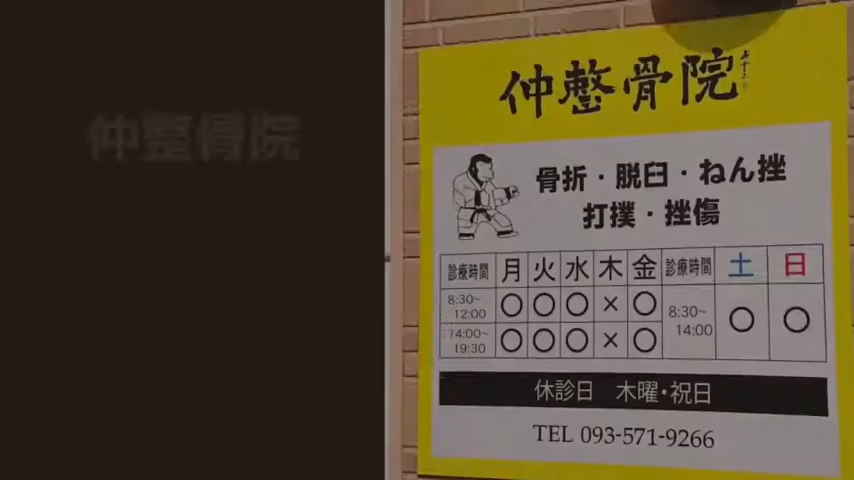 仲整骨院
仲整骨院
骨折・脱臼・ねん挫
打撲・挫傷
診療時間 月 火 水 木 金 診療時間 土 日
8:30~12:00 ○ ○ ○ × ○ 8:30~14:00 ○ ○
14:00~19:30 ○ ○ ○ × ○
休診日 木曜・祝日
TEL 093-571-9266